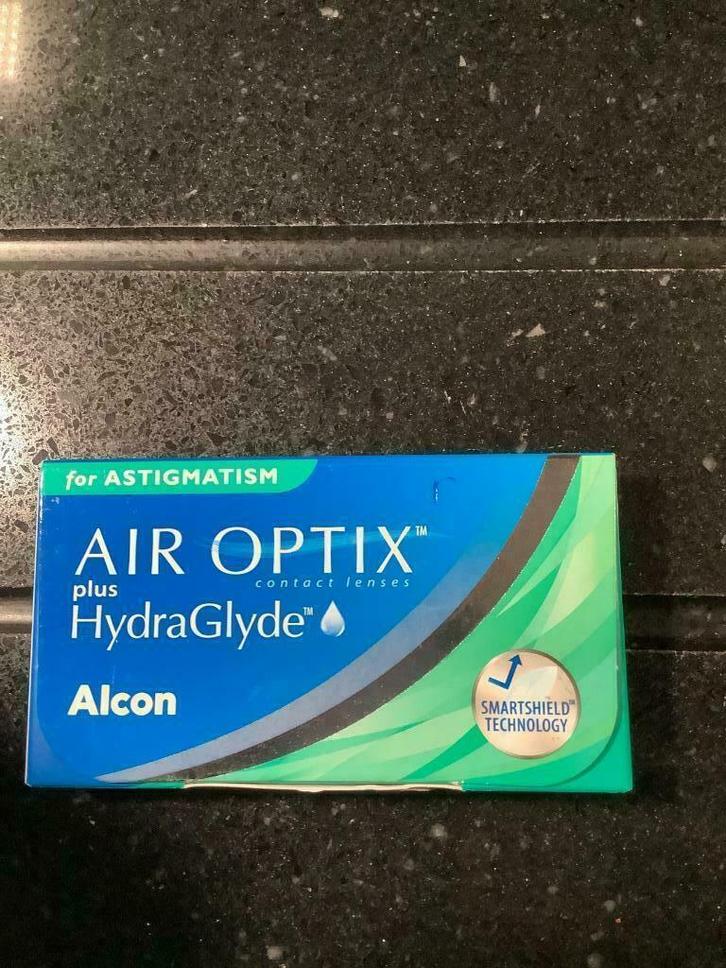 for ASTIGMATISM
AIR OPTIX™
contact lenses
plus
HydraGlyde™
Alcon
SMARTSHIELD™
TECHNOLOGY